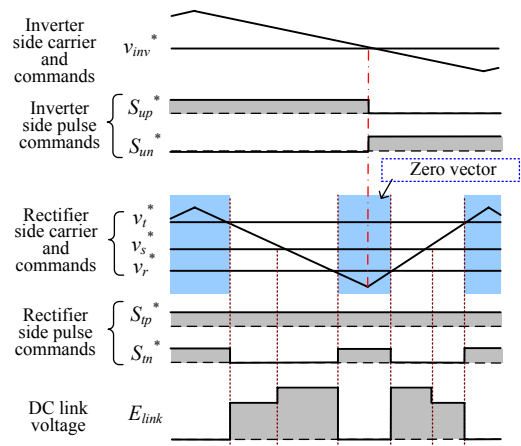 Inverter
side carrier
and
commands
v_inv*
Inverter
side pulse
commands
S_up*
S_un*
Zero vector
Rectifier
side carrier
and
commands
v_t*
v_s*
v_r*
Rectifier
side pulse
commands
S_tp*
S_tn*
DC link
voltage
E_link